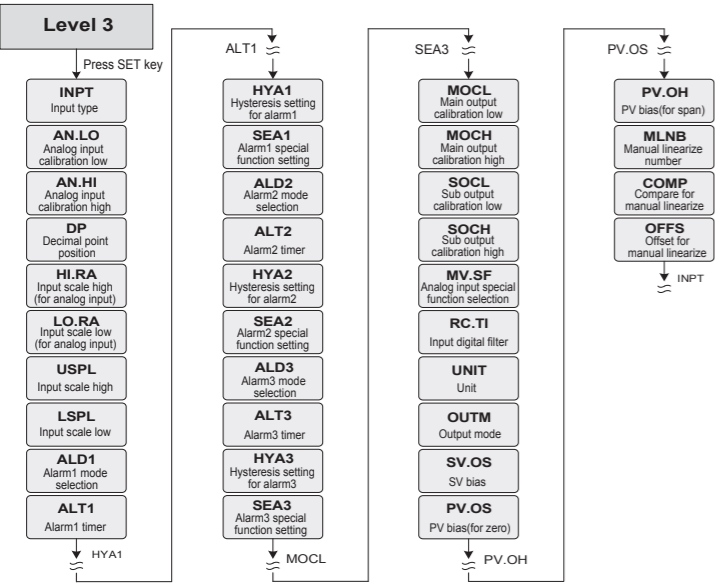 Level 3
Press SET key
INPT
Input type
AN.LO
Analog input
calibration low
AN.HI
Analog input
calibration high
DP
Decimal point
position
HI.RA
Input scale high
(for analog input)
LO.RA
Input scale low
(for analog input)
USPL
Input scale high
LSPL
Input scale low
ALD1
Alarm1 mode
selection
ALT1
Alarm1 timer
HYA1
ALT1
HYA1
Hysteresis setting
for alarm1
SEA1
Alarm1 special
function setting
ALD2
Alarm2 mode
selection
ALT2
Alarm2 timer
HYA2
Hysteresis setting
for alarm2
SEA2
Alarm2 special
function setting
ALD3
Alarm3 mode
selection
ALT3
Alarm3 timer
HYA3
Hysteresis setting
for alarm3
SEA3
Alarm3 special
function setting
MOCL
SEA3
MOCL
Main output
calibration low
MOCH
Main output
calibration high
SOCL
Sub output
calibration low
SOCH
Sub output
calibration high
MV.SF
Analog input special
function selection
RC.TI
Input digital filter
UNIT
Unit
OUTM
Output mode
SV.OS
SV bias
PV.OS
PV bias(for zero)
PV.OH
PV.OS
PV.OH
PV bias(for span)
MLNB
Manual linearize
number
COMP
Compare for
manual linearize
OFFS
Offset for
manual linearize
INPT